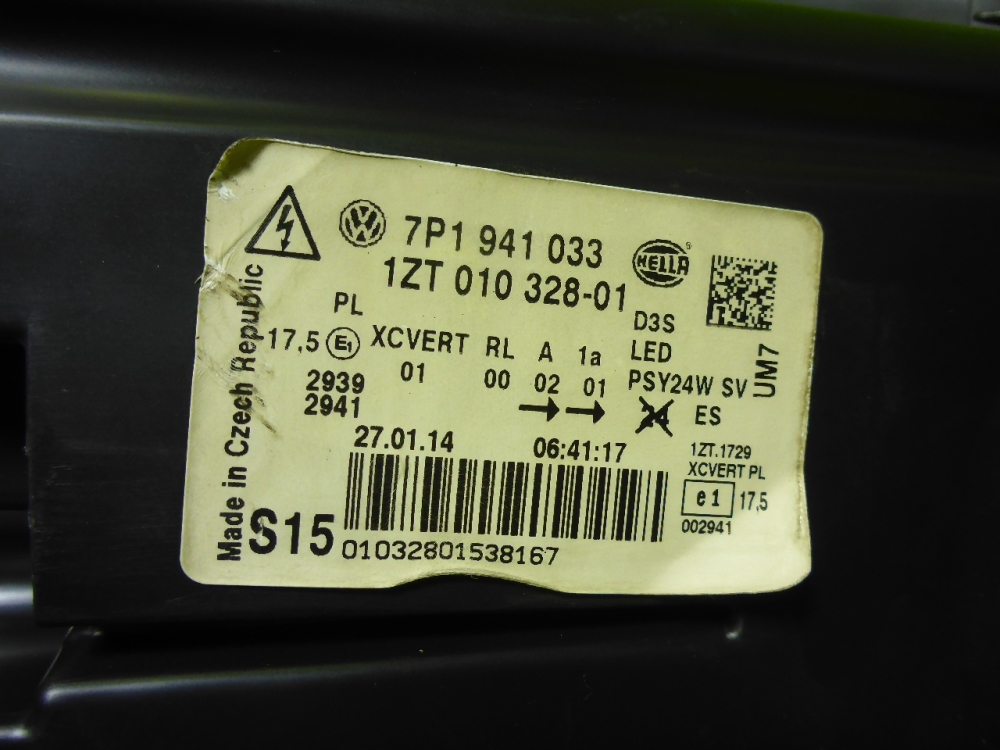 7P1 941 033
HELLA
1ZT 010 328-01
PL
D3S
17,5 E1 XCVERT RL A 1a LED
2939 01 00 02 01 PSY24W SV
2941 → → 24 ES
27.01.14 06:41:17
1ZT.1729
XCVERT PL
e1 17,5
002941
S15
01032801538167
Made in Czech Republic
UM7